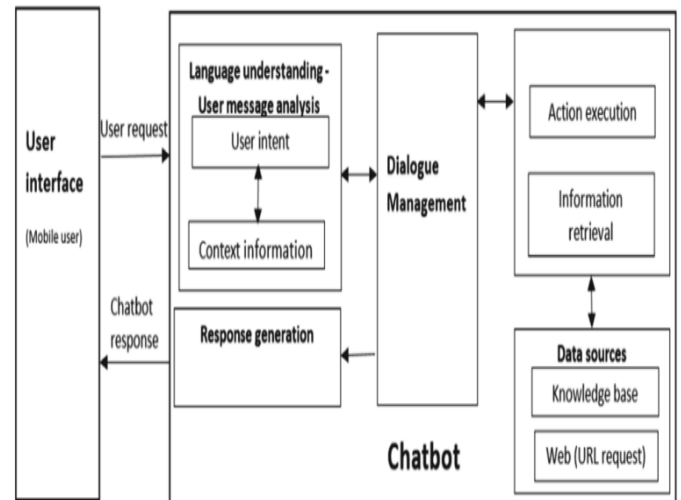 User
interface
(Mobile user)
User request
Chatbot
response
Language understanding -
User message analysis
User intent
Context information
Response generation
Dialogue
Management
Action execution
Information
retrieval
Data sources
Knowledge base
Web (URL request)
Chatbot